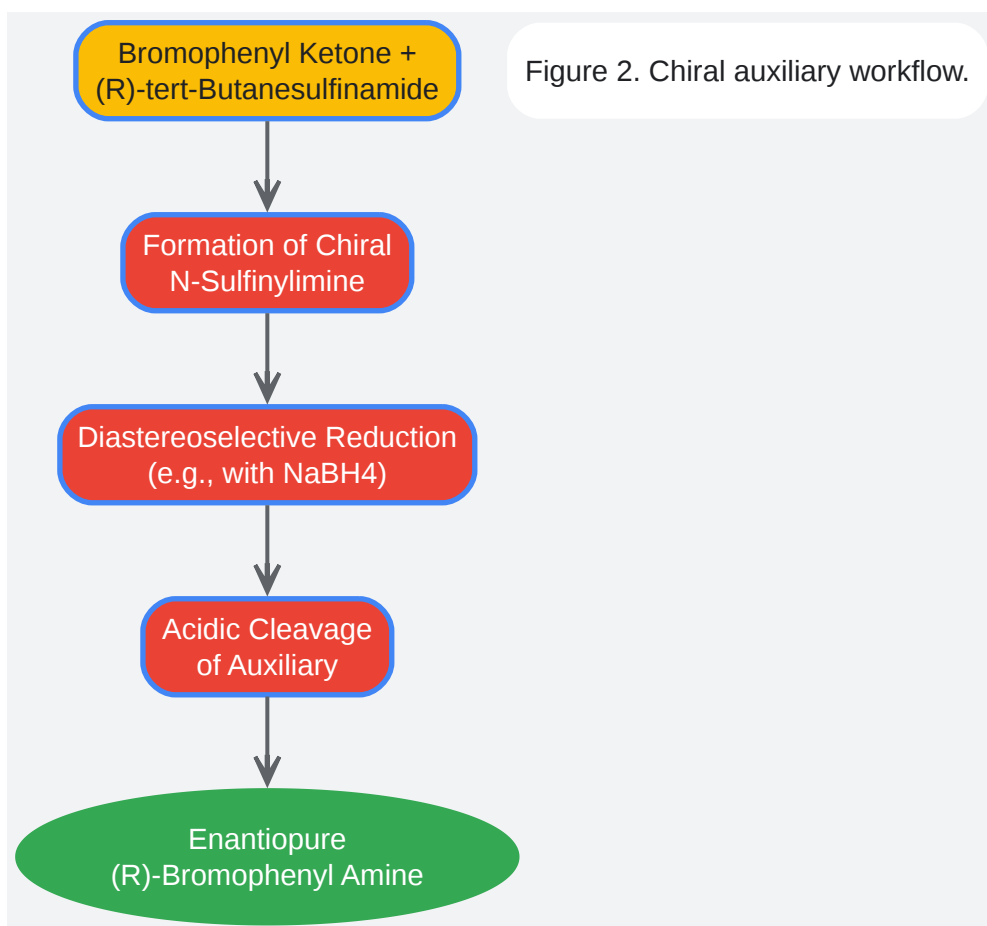 Bromophenyl Ketone +
(R)-tert-Butanesulfinamide
Figure 2. Chiral auxiliary workflow.
Formation of Chiral
N-Sulfinylimine
Diastereoselective Reduction
(e.g., with NaBH4)
Acidic Cleavage
of Auxiliary
Enantiopure
(R)-Bromophenyl Amine